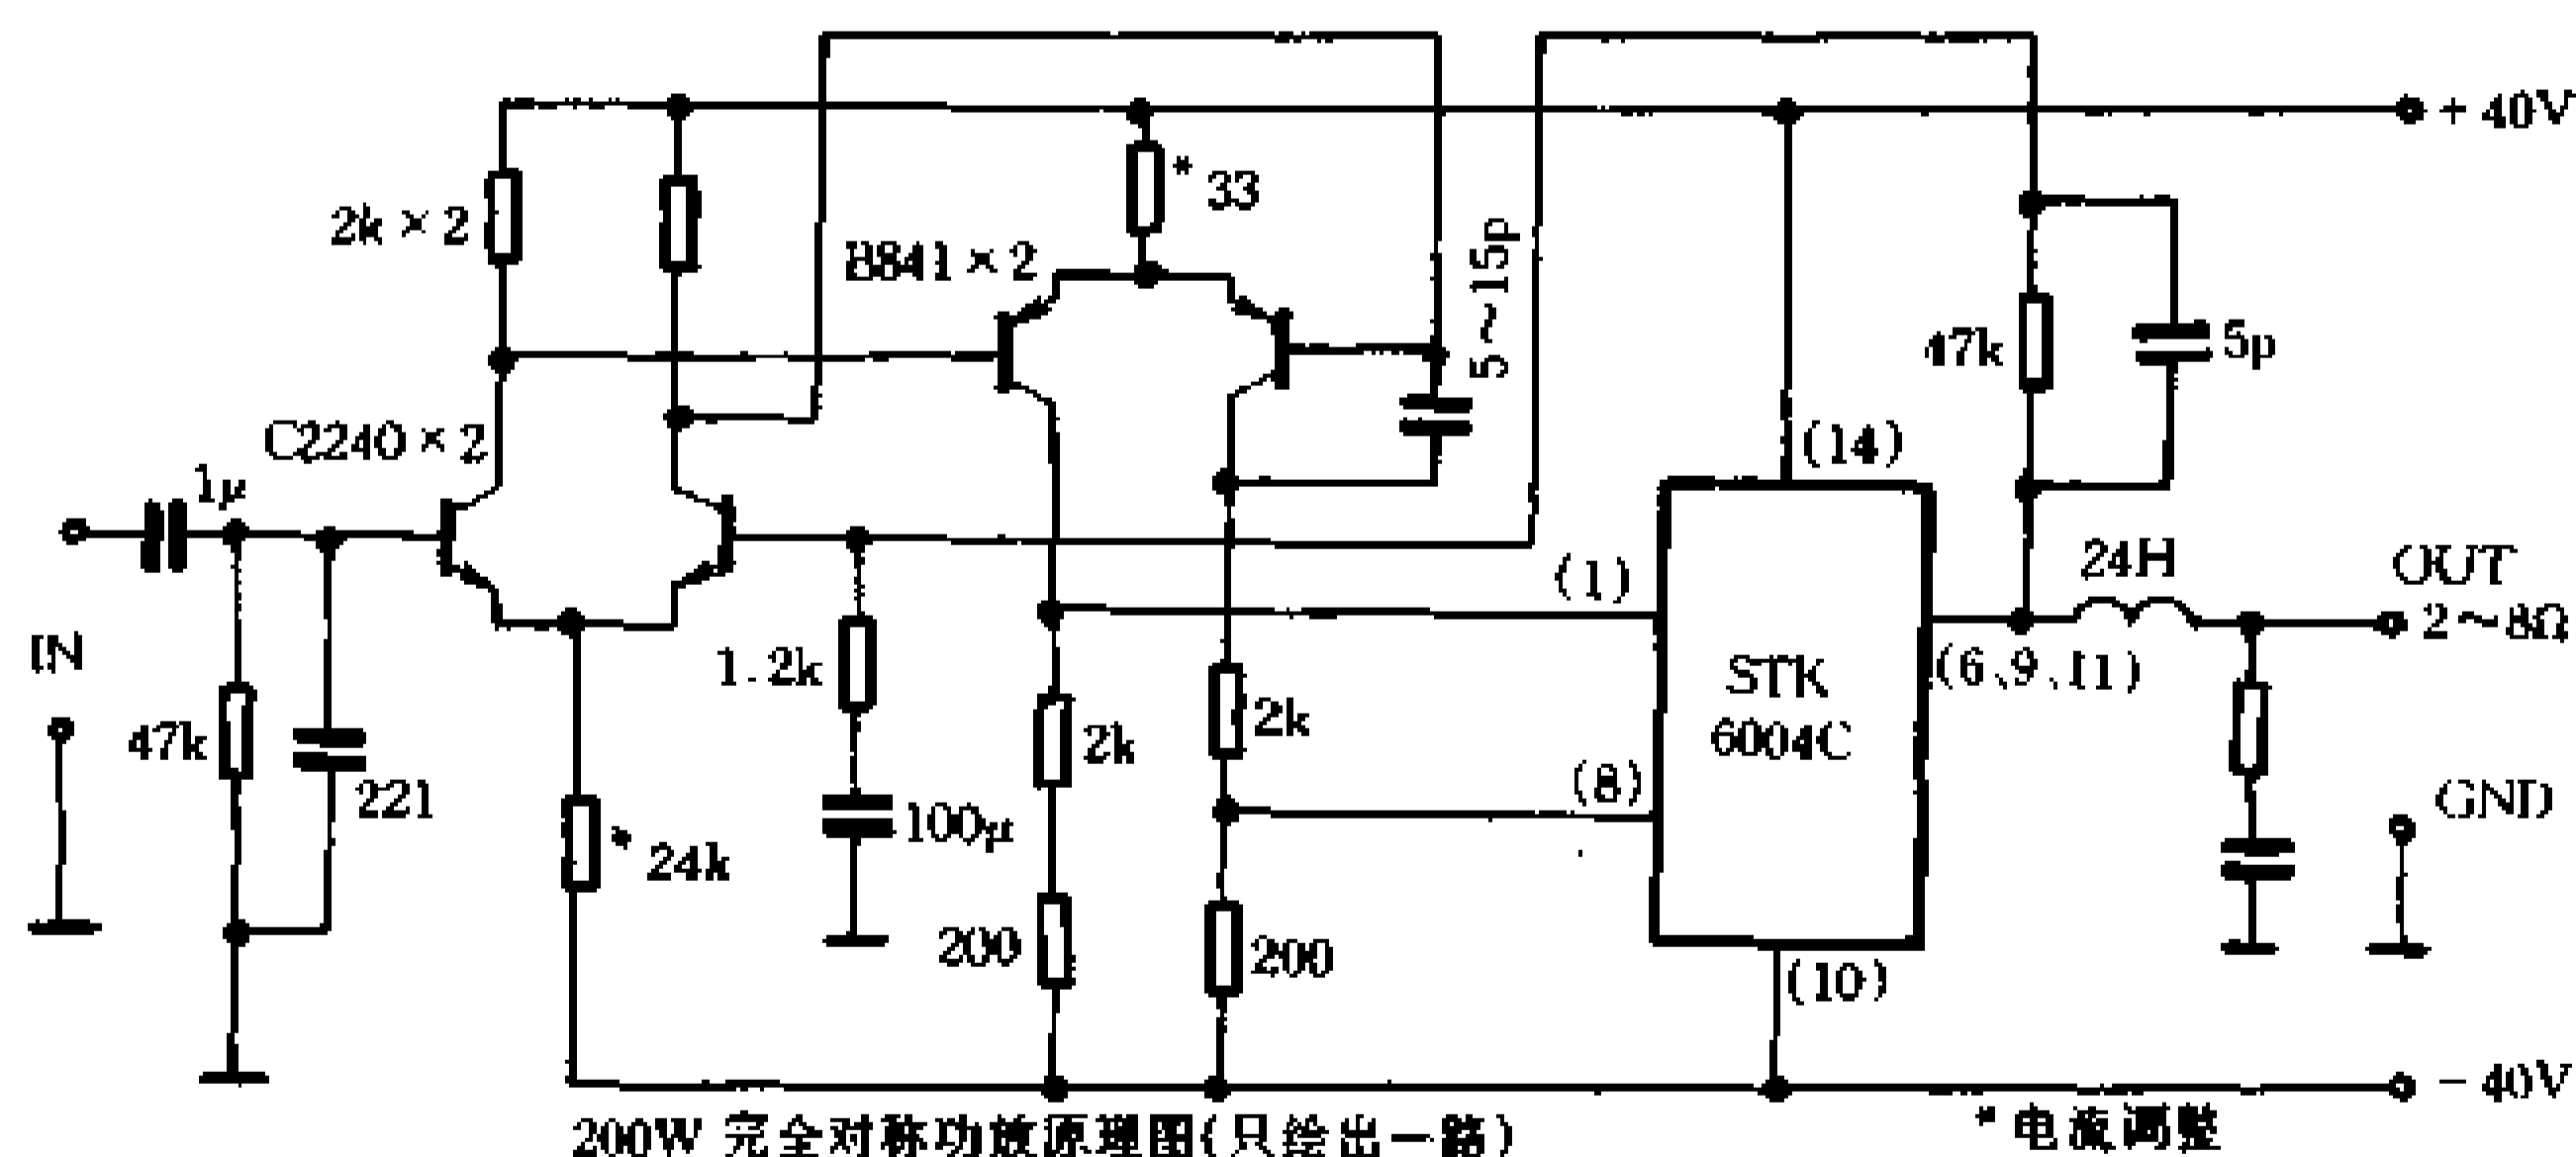 +40V
* 33
2k×2
B841×2
5～15p
47k
5p
C2240×2
(14)
1μ
(1)
24H
OUT
2～8Ω
IN
1.2k
(6、9、11)
STK
6004C
2k
2k
47k
(8)
221
GND
100μ
* 24k
200
200
(10)
-40V
200W 完全对称功放原理图(只绘出一路)
*电流调整